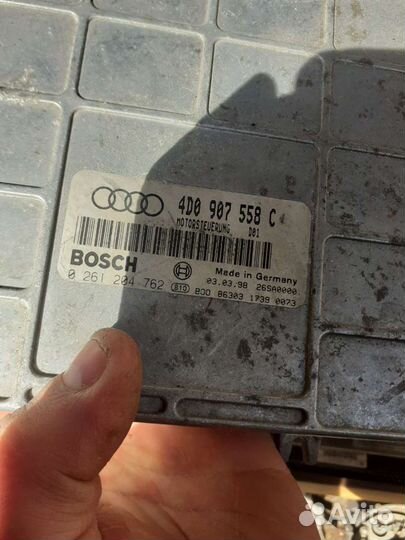 4D0 907 558 C
MOTORSTEUERUNG D01
BOSCH
Made in Germany
0 261 204 762
03.03.98 26SA0000
810 BDO 86303 1739 0073
Avito